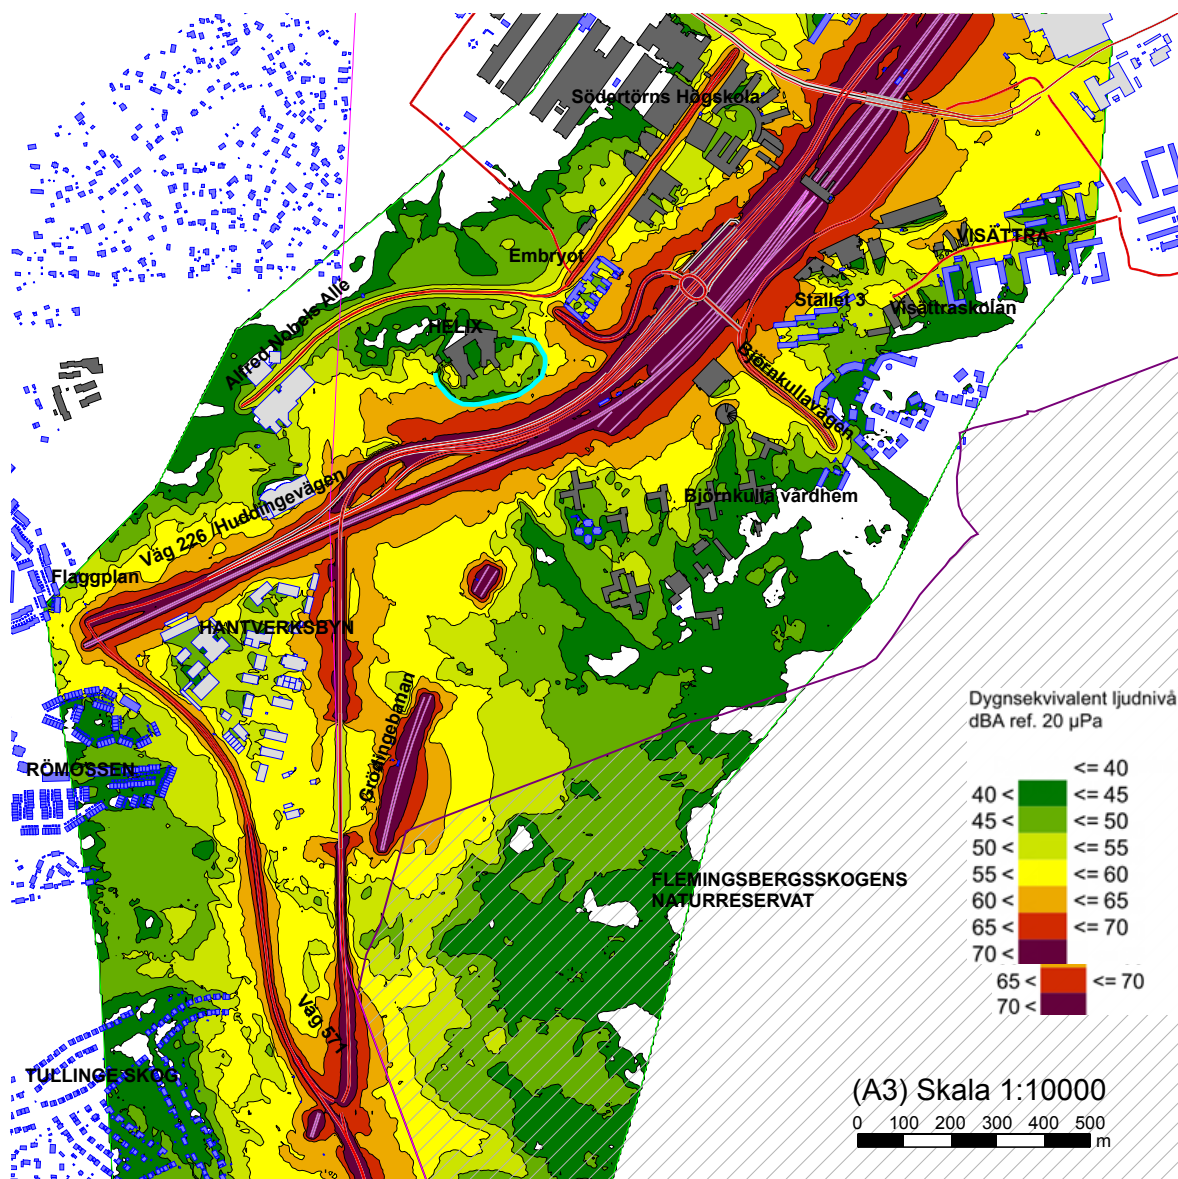 Södertörns Högskola
VISÄTTRA
Embryot
Alfred Nobels Allé
Stallet 3
Visättraskolan
HELIX
Björnkullavägen
Björnkulla vårdhem
Väg 226 /Huddingevägen
Flaggplan
HANTVERKSBYN
Grödingebanan
RÖMOSSEN
FLEMINGSBERGSSKOGENS
NATURRESERVAT
Väg 571
TULLINGE SKOG
Dygnsekvivalent ljudnivå
dBA ref. 20 µPa
<= 40
40 < <= 45
45 < <= 50
50 < <= 55
55 < <= 60
60 < <= 65
65 < <= 70
70 <
65 < <= 70
70 <
(A3) Skala 1:10000
0 100 200 300 400 500
m